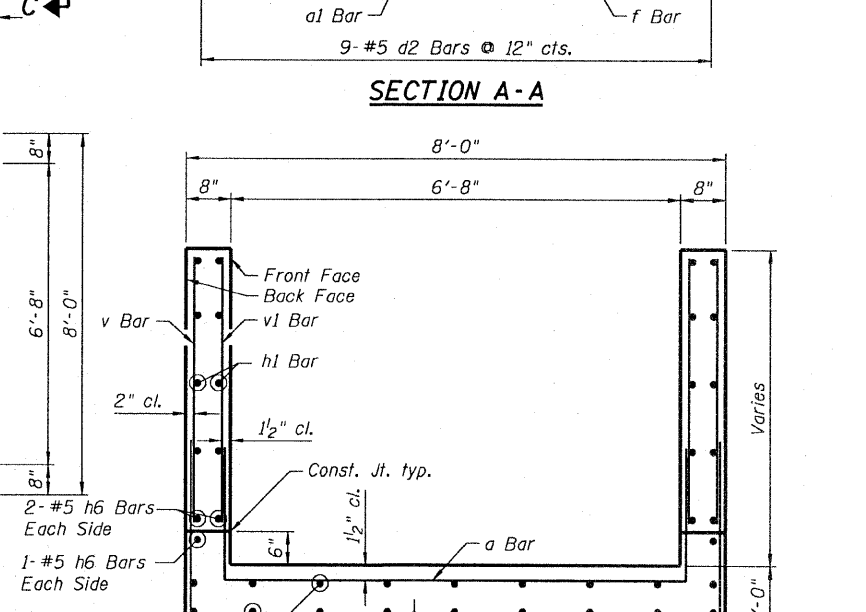 C
a1 Bar
f Bar
9-#5 d2 Bars @ 12" cts.
SECTION A-A
8'-0"
8"
6'-8"
8"
8"
6'-8"
8'-0"
8"
Front Face
Back Face
v Bar
v1 Bar
h1 Bar
2" cl.
1½" cl.
Varies
Const. Jt. typ.
1½" cl.
2-#5 h6 Bars
Each Side
6"
a Bar
1-#5 h6 Bars
Each Side
'-0"